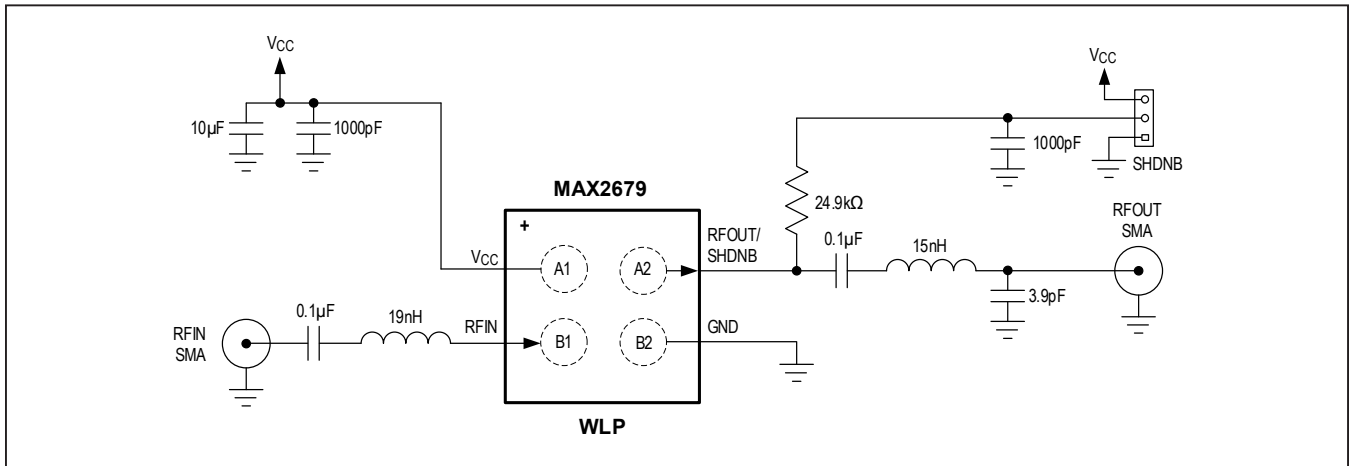 VCC
10µF
1000pF
VCC
1000pF
SHDNB
MAX2679
24.9kΩ
RFOUT
SMA
+
RFOUT/
SHDNB
0.1µF
15nH
VCC
A1
A2
3.9pF
0.1µF
19nH
RFIN
GND
RFIN
SMA
B1
B2
WLP